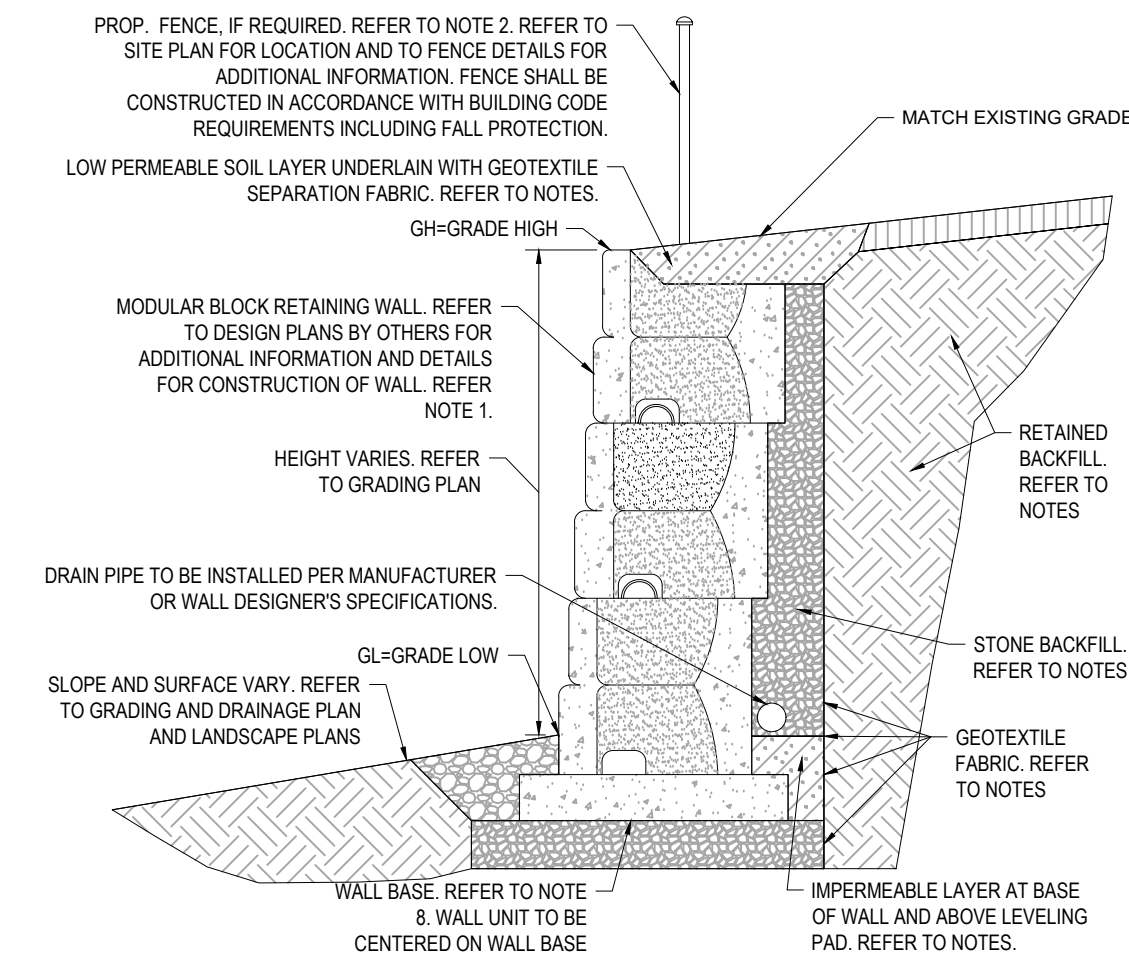 PROP. FENCE, IF REQUIRED. REFER TO NOTE 2. REFER TO
SITE PLAN FOR LOCATION AND TO FENCE DETAILS FOR
ADDITIONAL INFORMATION. FENCE SHALL BE
CONSTRUCTED IN ACCORDANCE WITH BUILDING CODE
REQUIREMENTS INCLUDING FALL PROTECTION.
MATCH EXISTING GRADE
LOW PERMEABLE SOIL LAYER UNDERLAIN WITH GEOTEXTILE
SEPARATION FABRIC. REFER TO NOTES.
GH=GRADE HIGH
MODULAR BLOCK RETAINING WALL. REFER
TO DESIGN PLANS BY OTHERS FOR
ADDITIONAL INFORMATION AND DETAILS
FOR CONSTRUCTION OF WALL. REFER
NOTE 1.
HEIGHT VARIES. REFER
TO GRADING PLAN
RETAINED
BACKFILL.
REFER TO
NOTES
DRAIN PIPE TO BE INSTALLED PER MANUFACTURER
OR WALL DESIGNER'S SPECIFICATIONS.
STONE BACKFILL.
REFER TO NOTES
GL=GRADE LOW
SLOPE AND SURFACE VARY. REFER
TO GRADING AND DRAINAGE PLAN
AND LANDSCAPE PLANS
GEOTEXTILE
FABRIC. REFER
TO NOTES
WALL BASE. REFER TO NOTE
8. WALL UNIT TO BE
CENTERED ON WALL BASE
IMPERMEABLE LAYER AT BASE
OF WALL AND ABOVE LEVELING
PAD. REFER TO NOTES.